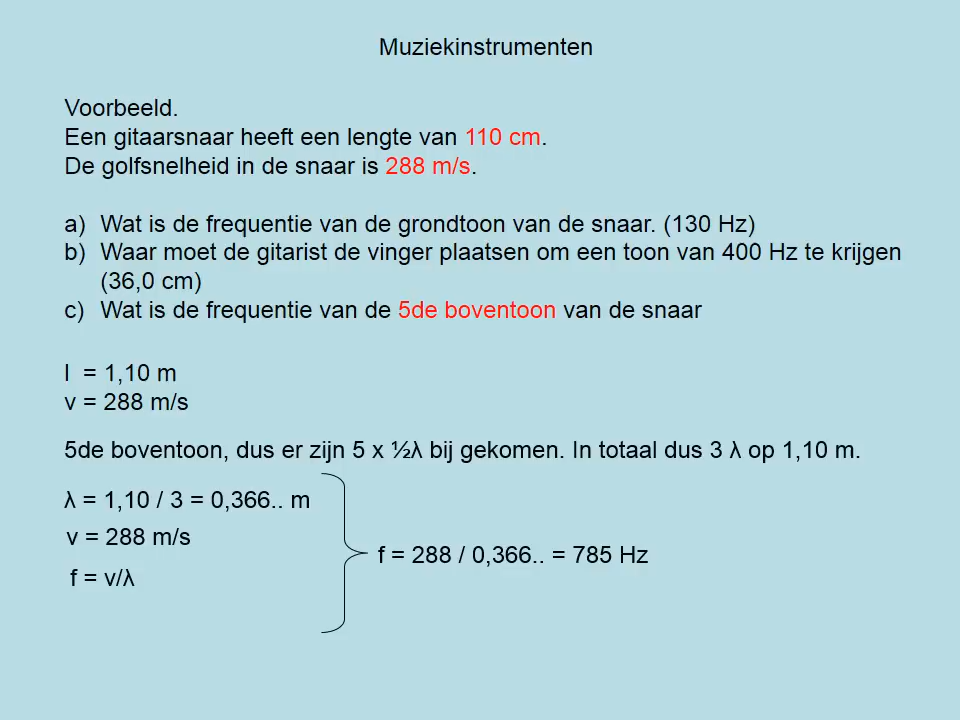 Muziekinstrumenten
Voorbeeld.
Een gitaarsnaar heeft een lengte van 110 cm.
De golfsnelheid in de snaar is 288 m/s.
a) Wat is de frequentie van de grondtoon van de snaar. (130 Hz)
b) Waar moet de gitarist de vinger plaatsen om een toon van 400 Hz te krijgen
(36,0 cm)
c) Wat is de frequentie van de 5de boventoon van de snaar
l = 1,10 m
v = 288 m/s
5de boventoon, dus er zijn 5 x ½λ bij gekomen. In totaal dus 3 λ op 1,10 m.
λ = 1,10 / 3 = 0,366.. m
v = 288 m/s
f = v/λ
f = 288 / 0,366.. = 785 Hz